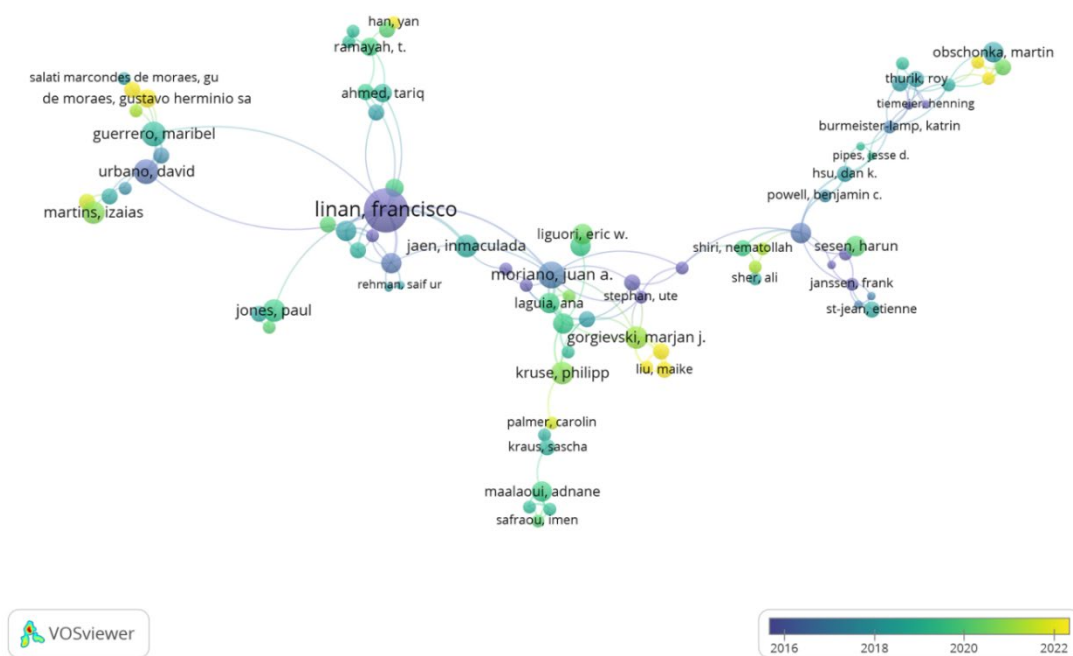 han, yan
ramayah, t.
obschonka, martin
salati marcondes de moraes, gu
thurik, roy
de moraes, gustavo herminio sa
ahmed, tariq
tiemeier, henning
guerrero, maribel
burmeister-lamp, katrin
pipes, jesse d.
urbano, david
hsu, dan k.
powell, benjamin c.
martins, izaias
linan, francisco
liguori, eric w.
jaen, inmaculada
shiri, nematollah
sesen, harun
moriano, juan a.
sher, ali
rehman, saif ur
stephan, ute
janssen, frank
laguia, ana
st-jean, etienne
jones, paul
gorgievski, marjan j.
kruse, philipp
liu, maike
palmer, carolin
kraus, sascha
maalaoui, adnane
safraou, imen
VOSviewer
2016 2018 2020 2022